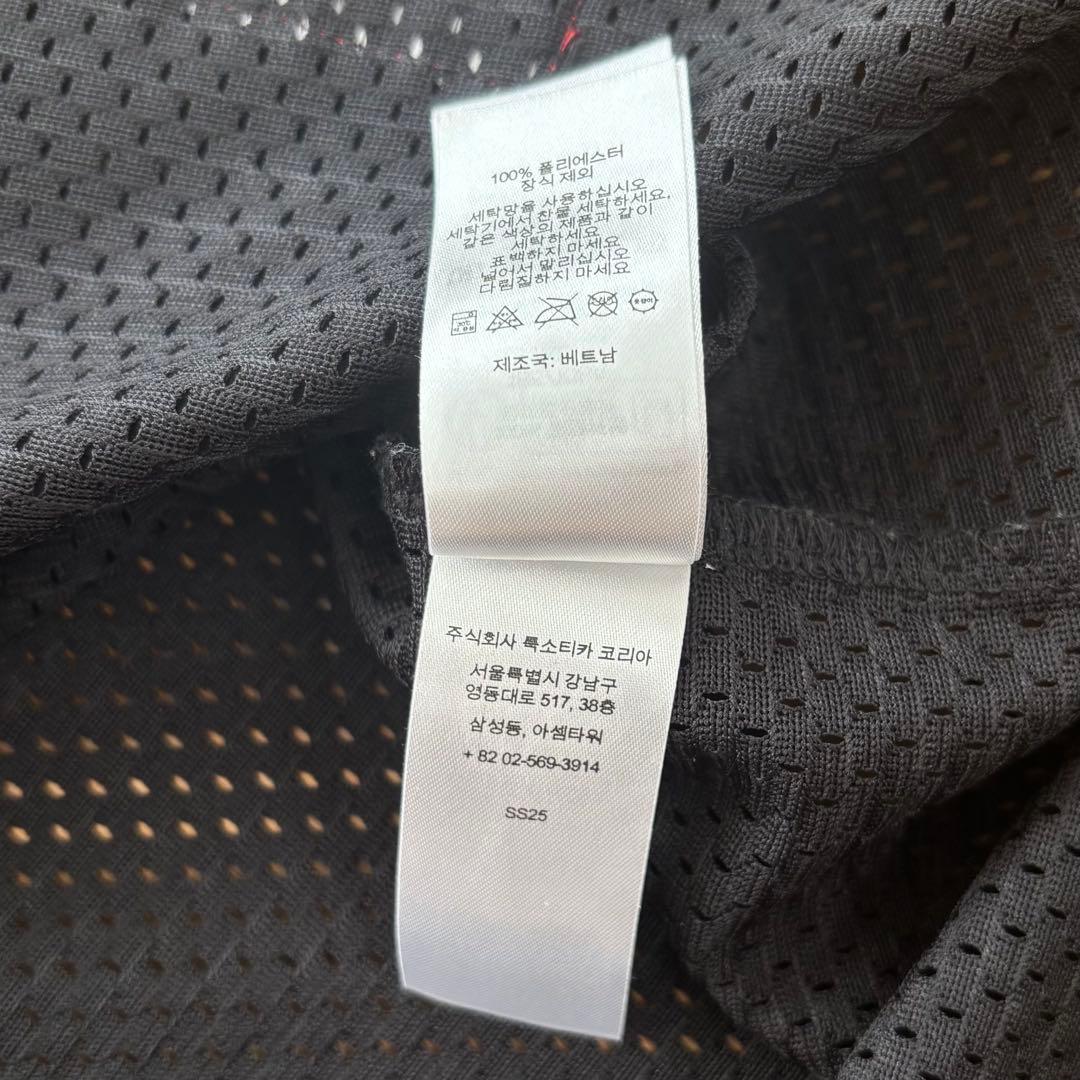 100% 폴리에스터
장식 제외
세탁망을 사용하십시오
세탁기에서 찬물 세탁하세요,
같은 색상의 제품과 같이
세탁하세요
표백하지 마세요
널어서 말리십시오
다림질하지 마세요
30℃
옷걸이
제조국: 베트남
주식회사 룩소티카 코리아
서울특별시 강남구
영동대로 517, 38층
삼성동, 아셈타워
+ 82 02-569-3914
SS25